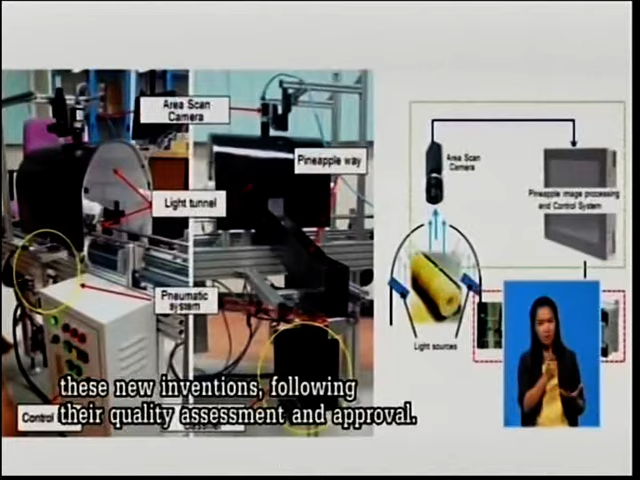 Area Scan
Camera
Pineapple way
Light tunnel
Pneumatic
system
Area Scan
Camera
Pineapple image processing
and Control System
Light sources
Control
these new inventions, following
their quality assessment and approval.